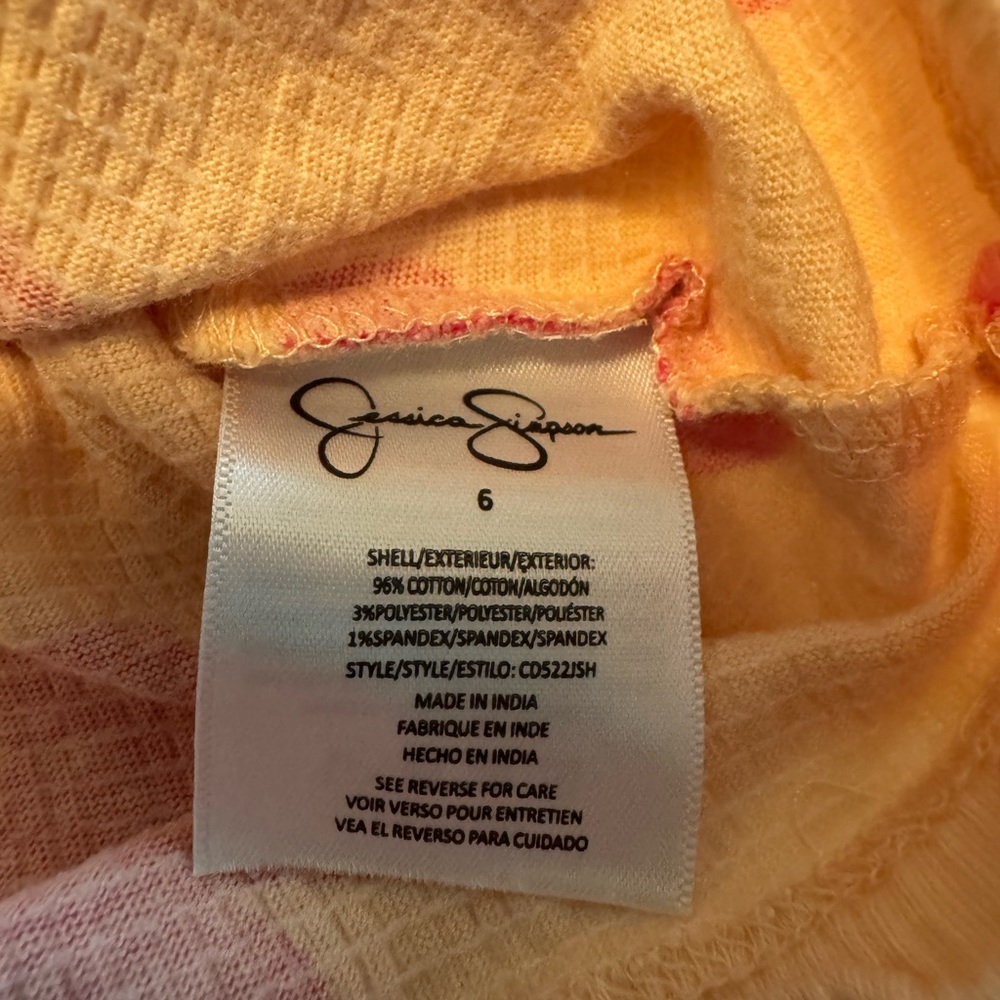 Jessica Simpson
6
SHELL/EXTERIEUR/EXTERIOR:
96% COTTON/COTON/ALGODÓN
3%POLYESTER/POLYESTER/POLIÉSTER
1%SPANDEX/SPANDEX/SPANDEX
STYLE/STYLE/ESTILO: CD522JSH
MADE IN INDIA
FABRIQUE EN INDE
HECHO EN INDIA
SEE REVERSE FOR CARE
VOIR VERSO POUR ENTRETIEN
VEA EL REVERSO PARA CUIDADO